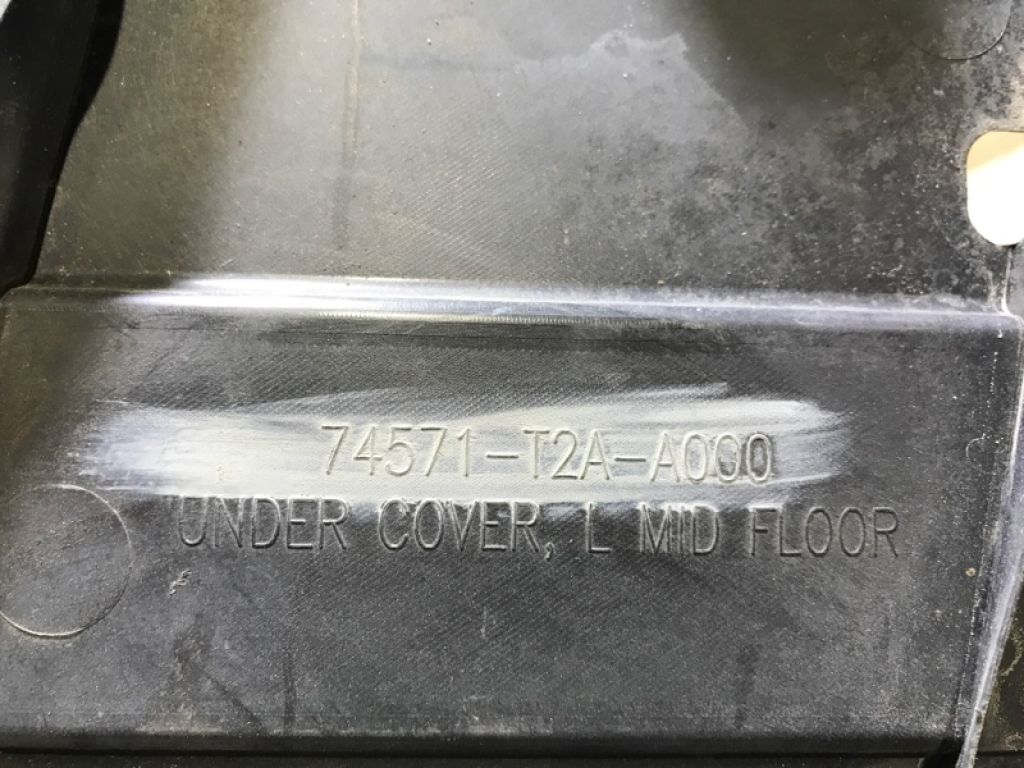 74571-T2A-A000
UNDER COVER, L MID FLOOR